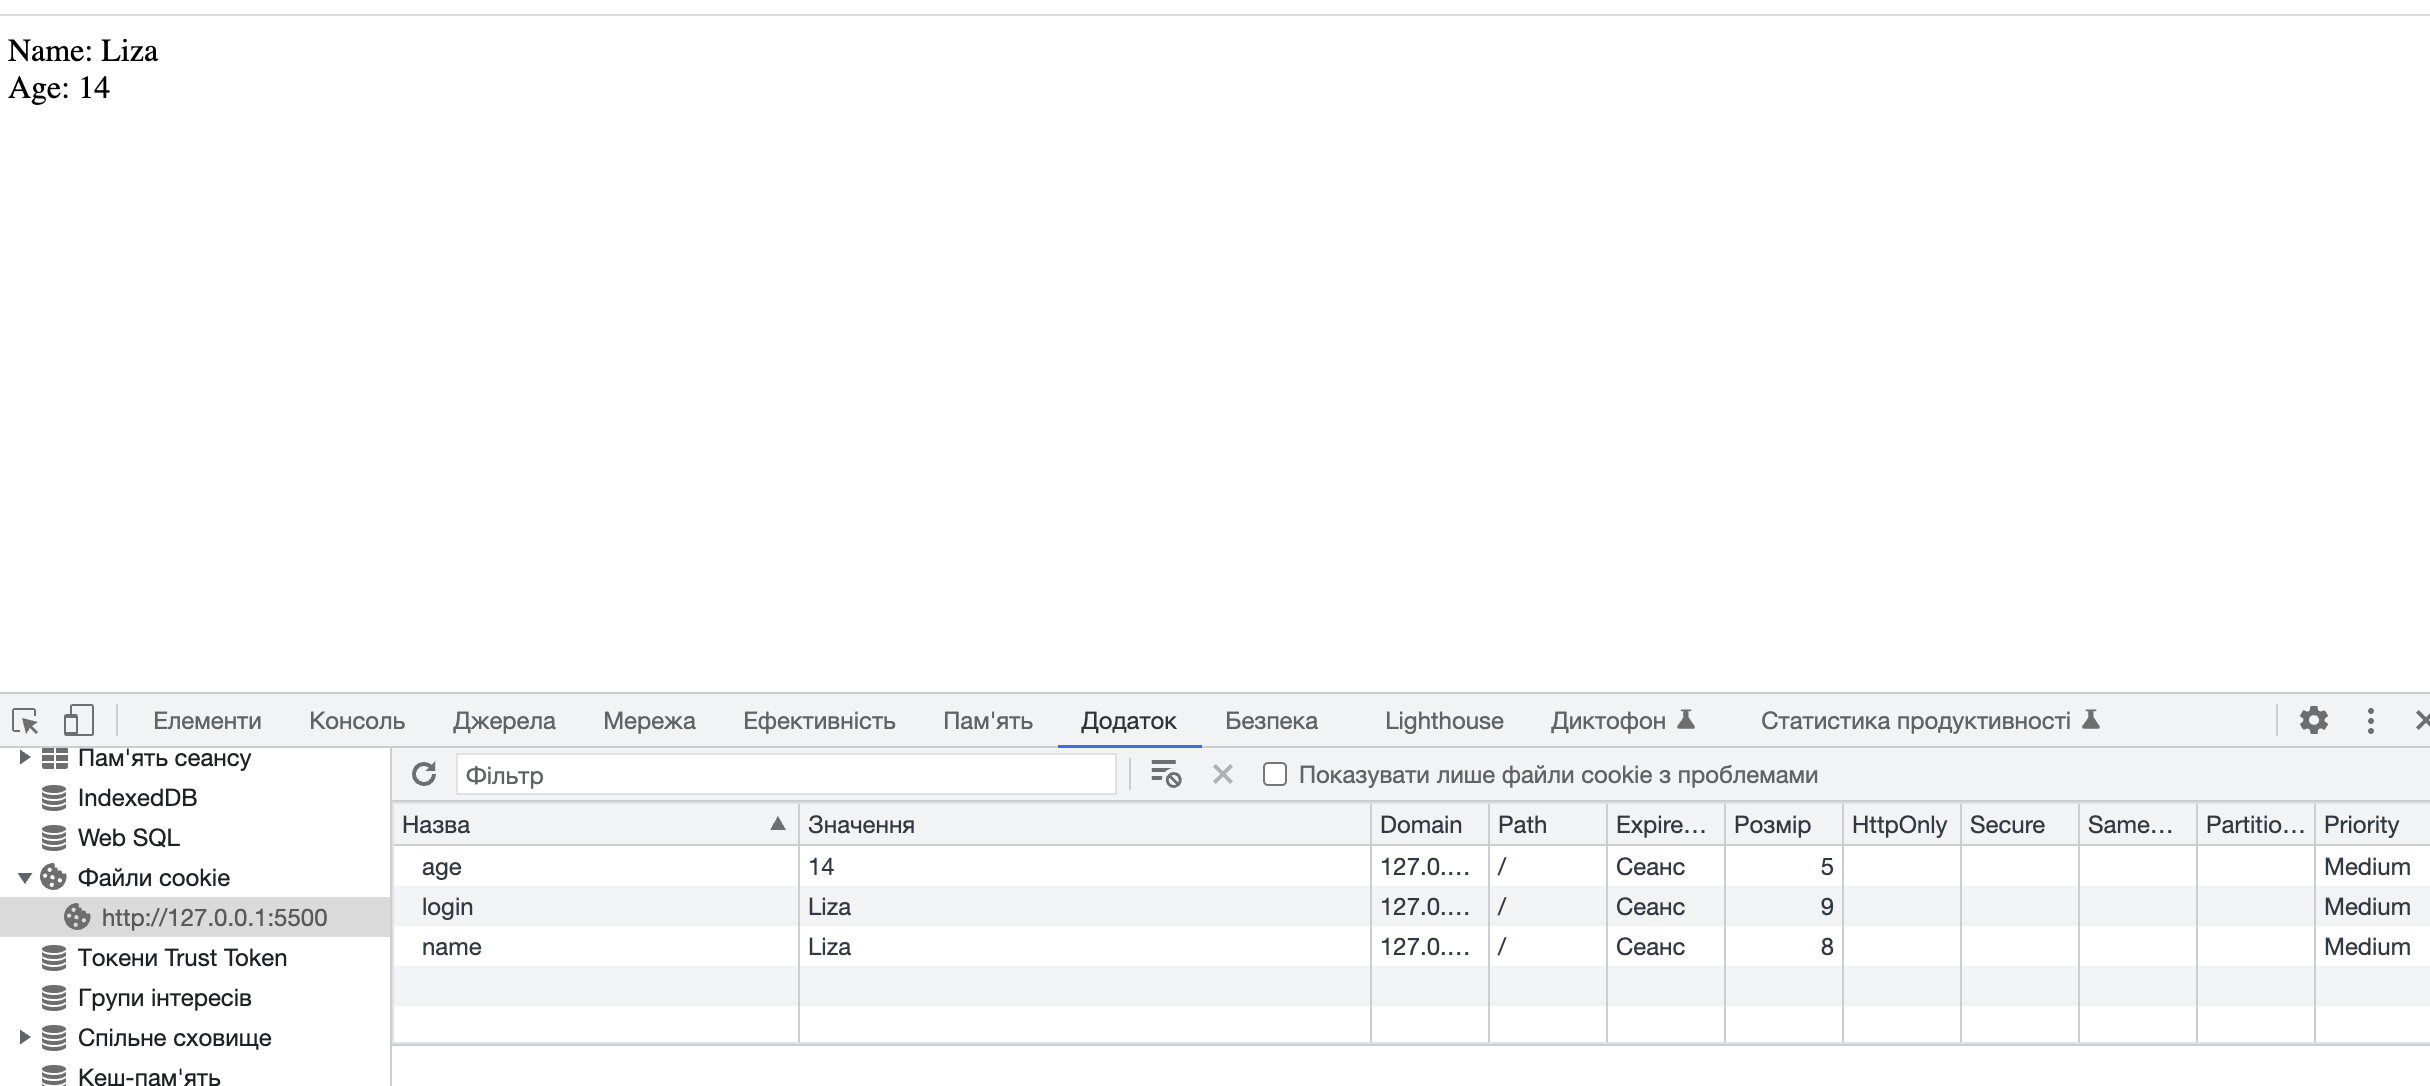 Name: Liza
Age: 14
Елементи Консоль Джерела Мережа Ефективність Пам'ять Додаток Безпека Lighthouse Диктофон Статистика продуктивності
Пам'ять сеансу
IndexedDB
Web SQL
Файли cookie
http://127.0.0.1:5500
Токени Trust Token
Групи інтересів
Спільне сховище
Кеш-пам'ять
Фільтр Показувати лише файли cookie з проблемами
Назва Значення Domain Path Expire... Розмір HttpOnly Secure Same... Partitio... Priority
age 14 127.0.... / Сеанс 5 Medium
login Liza 127.0.... / Сеанс 9 Medium
name Liza 127.0.... / Сеанс 8 Medium